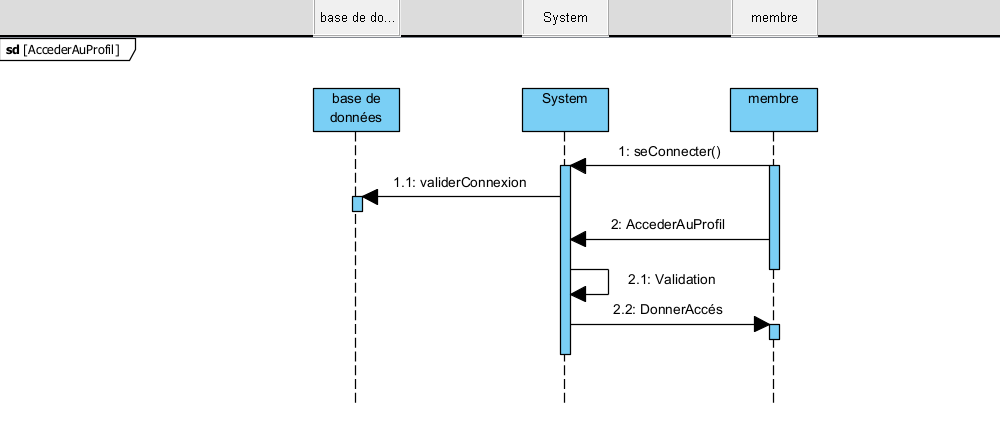 base de do...
System
membre
sd [AccederAuProfil]
base de
données
System
membre
1: seConnecter()
1.1: validerConnexion
2: AccederAuProfil
2.1: Validation
2.2: DonnerAccés